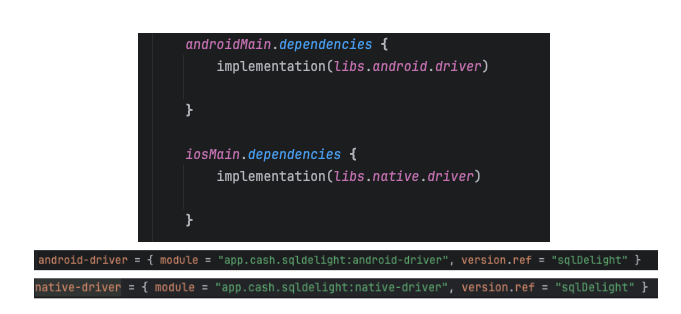 androidMain.dependencies {
implementation(libs.android.driver)
}
iosMain.dependencies {
implementation(libs.native.driver)
}
android-driver = { module = "app.cash.sqldelight:android-driver", version.ref = "sqlDelight" }
native-driver = { module = "app.cash.sqldelight:native-driver", version.ref = "sqlDelight" }